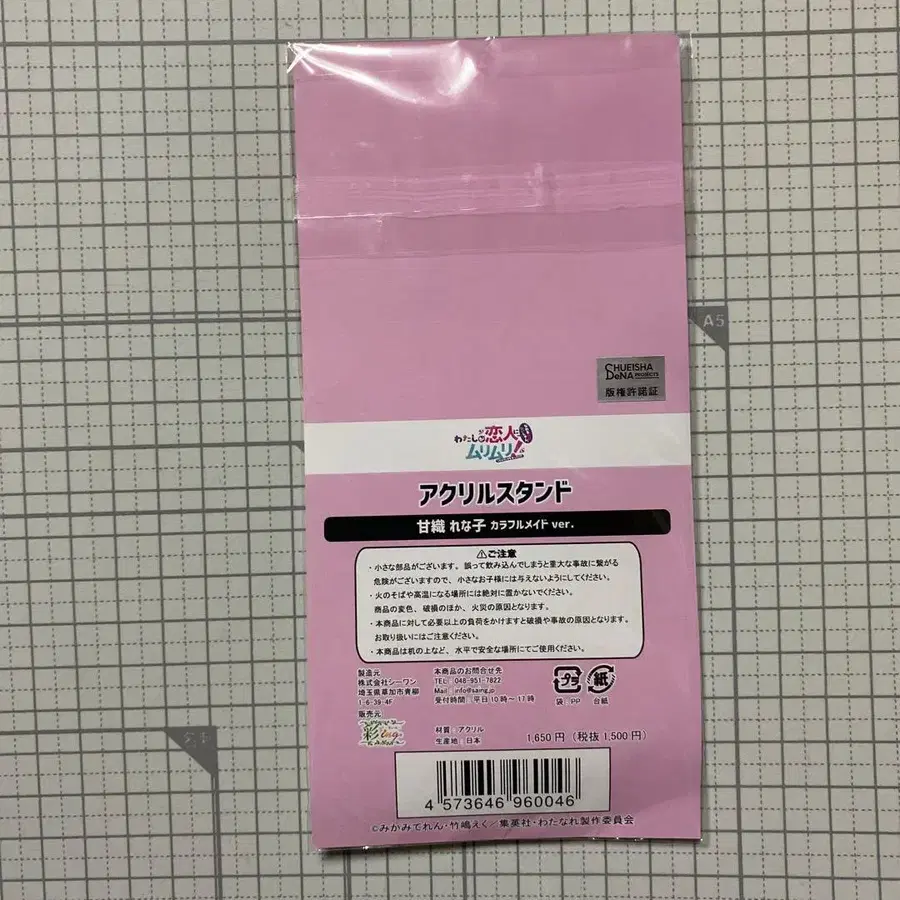 A5
SHUEISHA
DeNA PROJECTS
版権許諾証
わたしが恋人に
ムリムリ!
アクリルスタンド
甘織 れな子 カラフルメイド ver.
⚠ご注意
・小さな部品がございます。誤って飲み込んでしまうと重大な事故に繋がる
危険がございますので、小さなお子様には与えないようにしてください。
・火のそばや高温になる場所には絶対に置かないでください。
商品の変色、破損のほか、火災の原因となります。
・本商品に対して必要以上の負荷をかけますと破損や事故の原因となります。
お取り扱いにはご注意ください。
・本商品は机の上など、水平で安全な場所にてご使用ください。
製造元
株式会社シーワン
埼玉県草加市青柳
1-6-39-4F
販売元
彩ing
本商品のお問合せ先
TEL: 048-951-7822
Mail: info@saing.jp
受付時間:平日10時~17時
材質:アクリル
生産地:日本
プラ
袋:PP
紙
台紙
1,650円(税抜1,500円)
4 573646 960046
©みかみてれん・竹嶋えく/集英社・わたなれ製作委員会